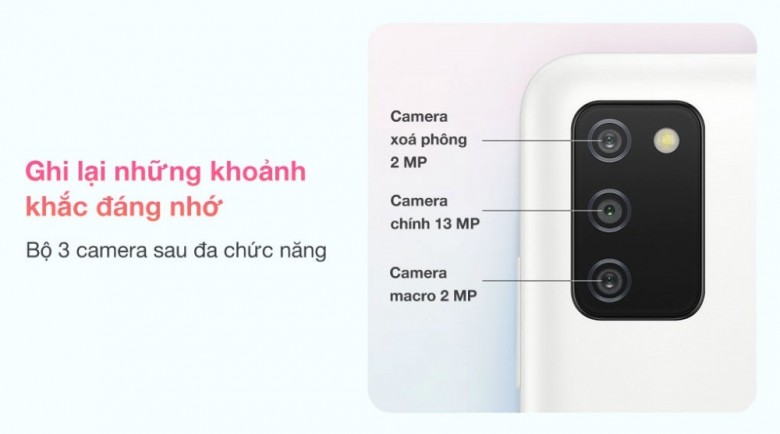 Ghi lại những khoảnh
khắc đáng nhớ
Bộ 3 camera sau đa chức năng
Camera
xoá phông
2 MP
Camera
chính 13 MP
Camera
macro 2 MP